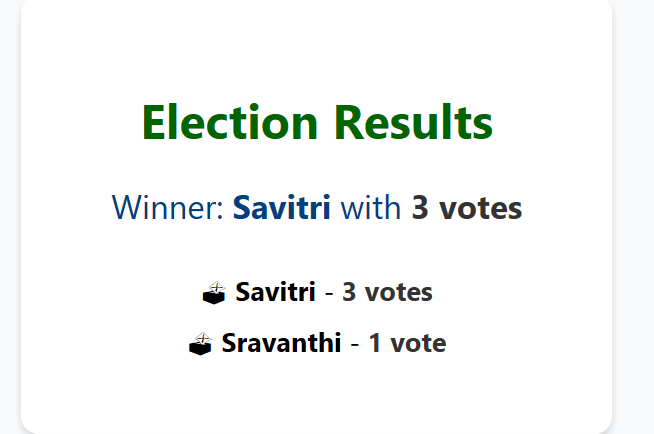 Election Results
Winner: Savitri with 3 votes
🗳 Savitri - 3 votes
🗳 Sravanthi - 1 vote